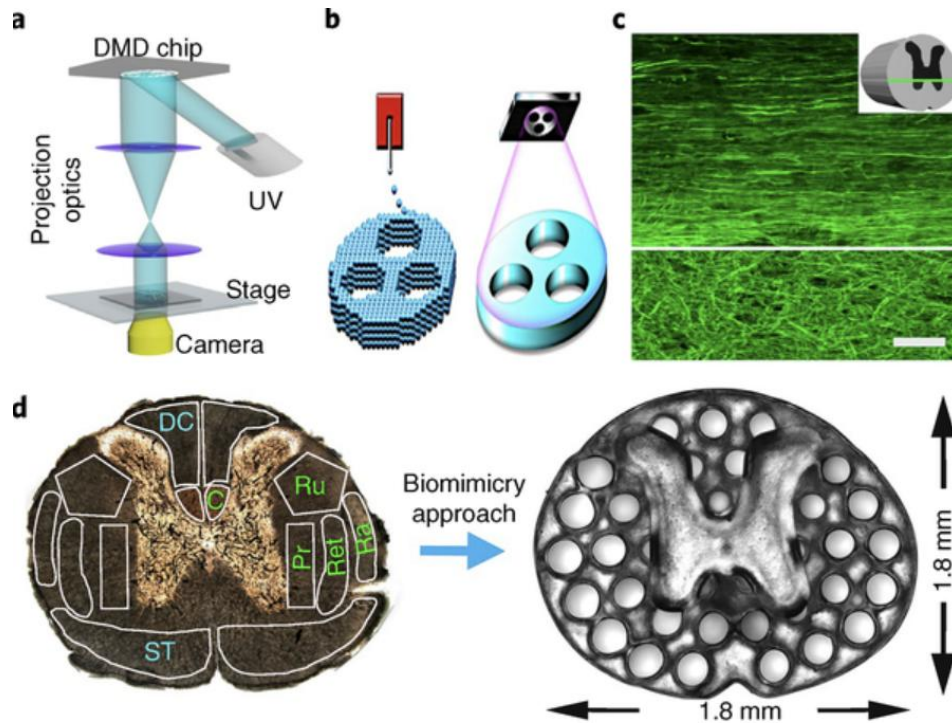 a
DMD chip
Projection
optics
UV
Stage
Camera
b
c
d
DC
C
Ru
Pr
Ret
Ra
ST
Biomimicry
approach
1.8 mm
1.8 mm